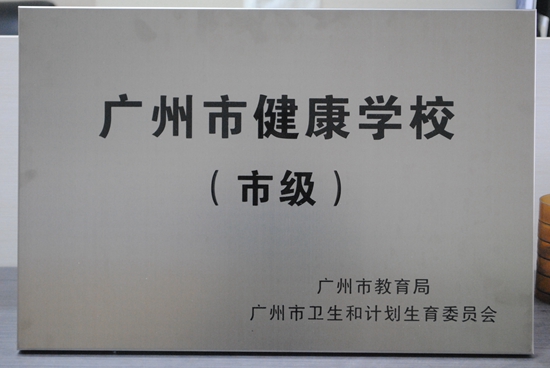 广州市健康学校
（市级）
广州市教育局
广州市卫生和计划生育委员会